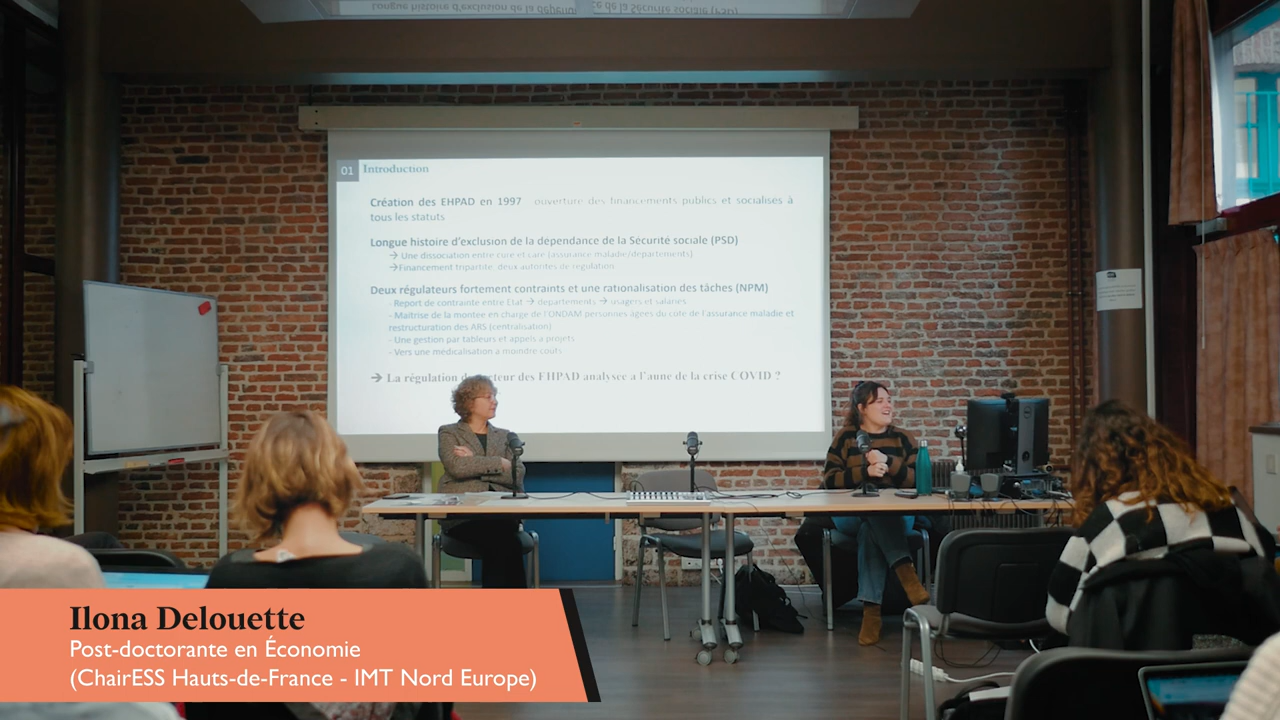 01 Introduction
Création des EHPAD en 1997 ouverture des financements publics et socialisés à
tous les statuts
Longue histoire d'exclusion de la dépendance de la Sécurité sociale (PSD)
→ Une dissociation entre cure et care (assurance maladie/départements)
→Financement tripartite, deux autorités de régulation
Deux régulateurs fortement contraints et une rationalisation des tâches (NPM)
- Report de contrainte entre Etat → départements → usagers et salariés
- Maîtrise de la montée en charge de l'ONDAM personnes âgées du côté de l'assurance maladie et
restructuration des ARS (centralisation)
- Une gestion par tableurs et appels à projets
- Vers une médicalisation à moindre coûts
→ La régulation du secteur des EHPAD analysée à l'aune de la crise COVID ?
Ilona Delouette
Post-doctorante en Économie
(ChairESS Hauts-de-France - IMT Nord Europe)